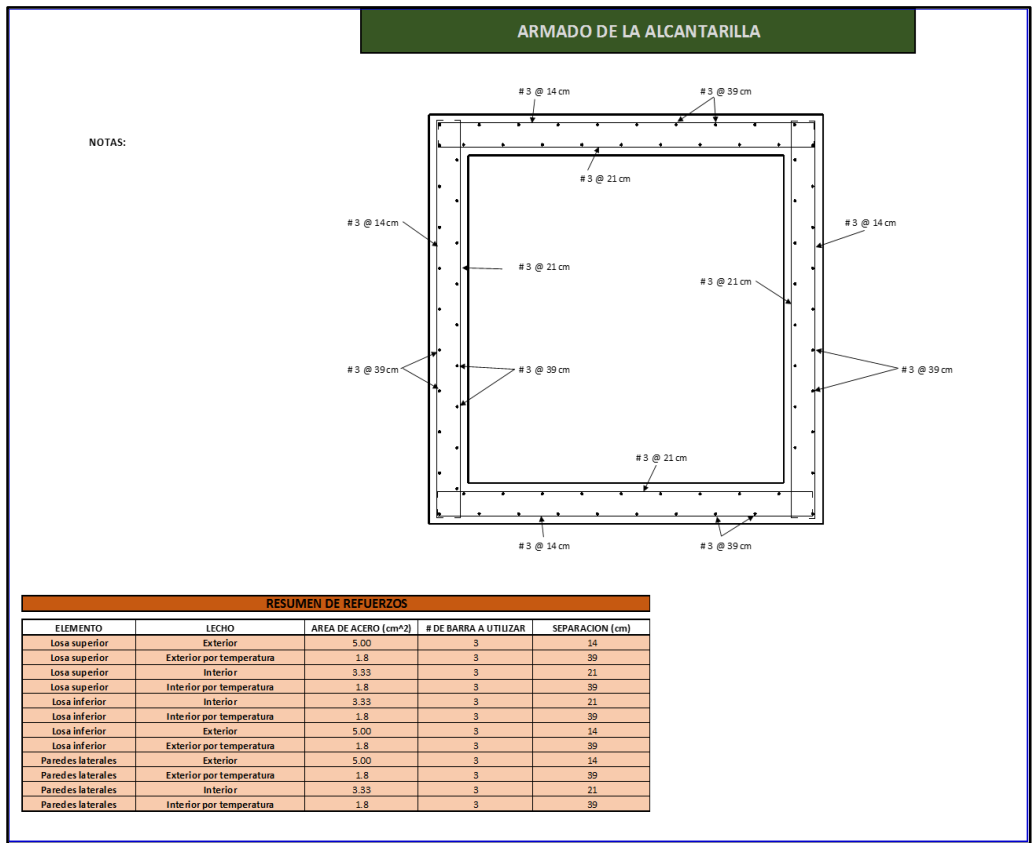 ARMADO DE LA ALCANTARILLA
# 3 @ 14 cm
# 3 @ 39 cm
NOTAS:
# 3 @ 21 cm
# 3 @ 14 cm
# 3 @ 14 cm
# 3 @ 21 cm
# 3 @ 21 cm
# 3 @ 39 cm
# 3 @ 39 cm
# 3 @ 39 cm
# 3 @ 21 cm
# 3 @ 14 cm
# 3 @ 39 cm
RESUMEN DE REFUERZOS
ELEMENTO LECHO AREA DE ACERO (cm^2) # DE BARRA A UTILIZAR SEPARACION (cm)
Losa superior Exterior 5.00 3 14
Losa superior Exterior por temperatura 1.8 3 39
Losa superior Interior 3.33 3 21
Losa superior Interior por temperatura 1.8 3 39
Losa inferior Interior 3.33 3 21
Losa inferior Interior por temperatura 1.8 3 39
Losa inferior Exterior 5.00 3 14
Losa inferior Exterior por temperatura 1.8 3 39
Paredes laterales Exterior 5.00 3 14
Paredes laterales Exterior por temperatura 1.8 3 39
Paredes laterales Interior 3.33 3 21
Paredes laterales Interior por temperatura 1.8 3 39